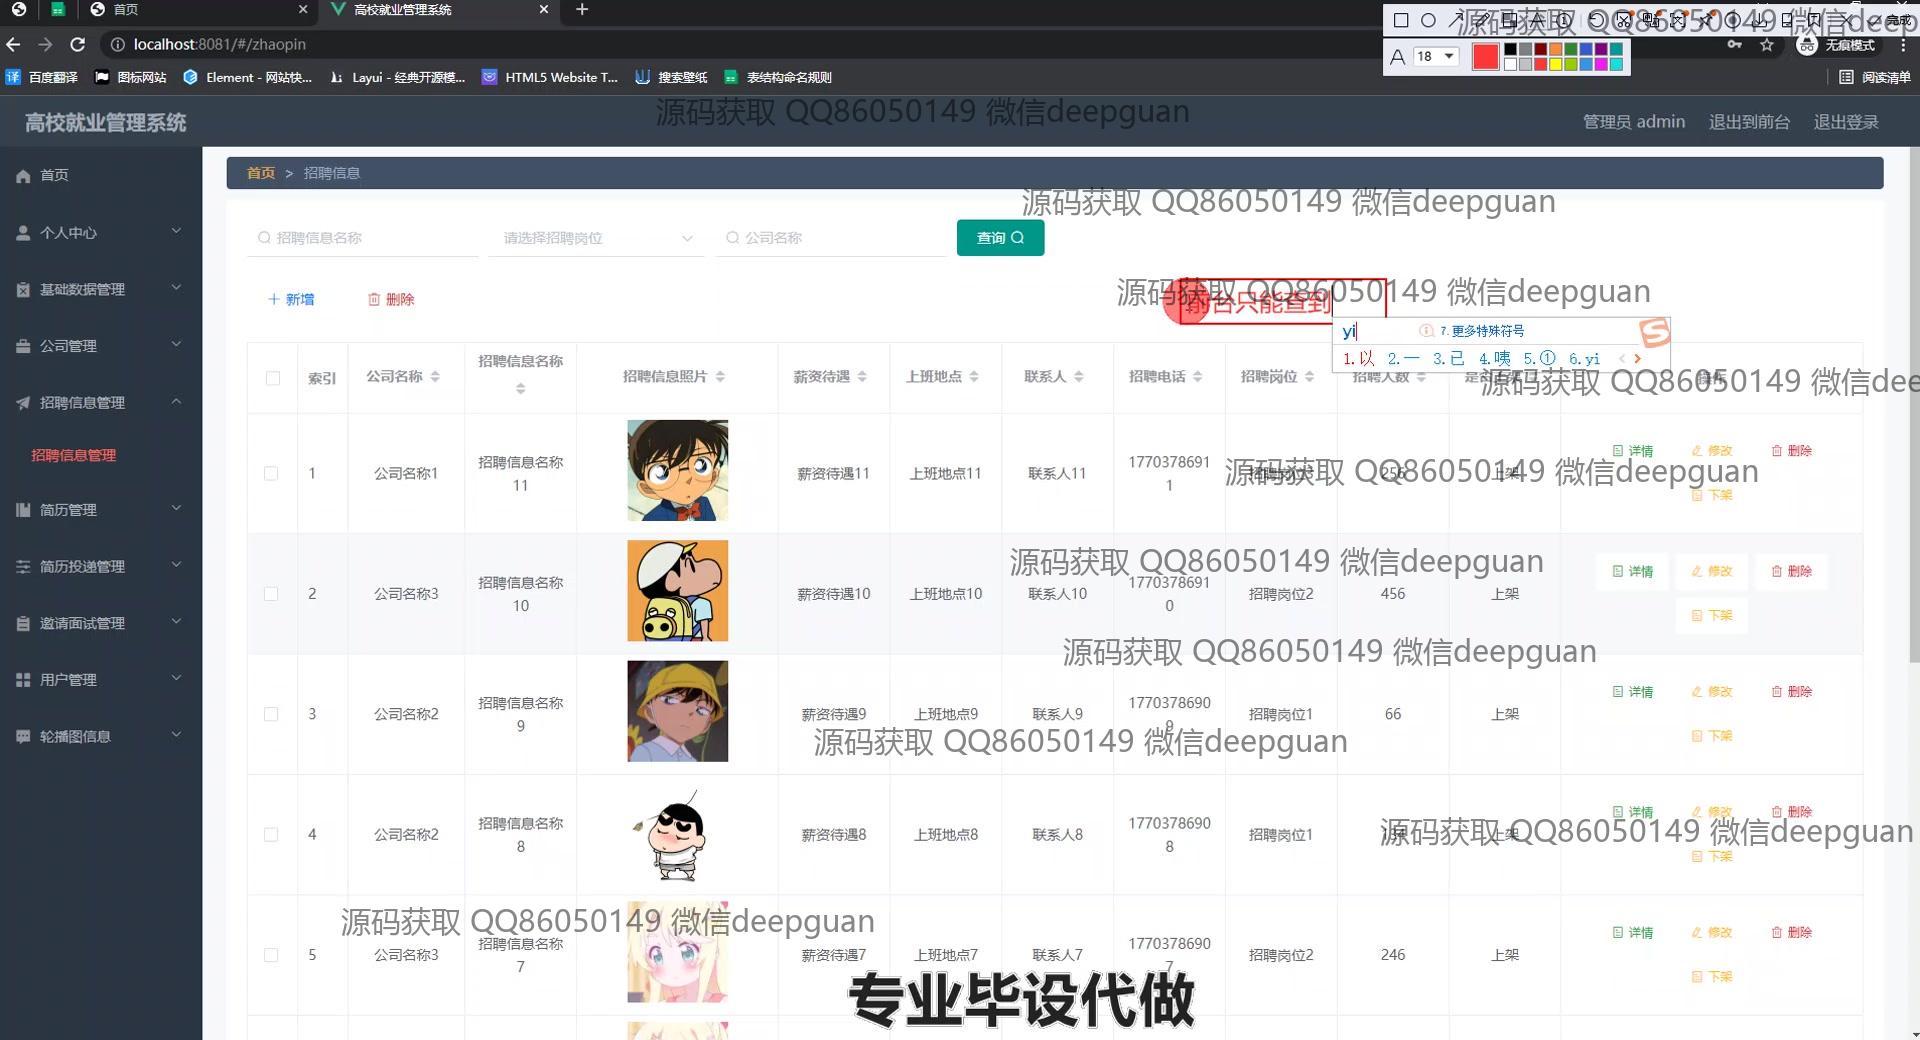 首页
高校就业管理系统
localhost:8081/#/zhaopin
无痕模式
完成
A 18
百度翻译
图标网站
Element - 网站快...
Layui - 经典开源模...
HTML5 Website T...
搜索壁纸
表结构命名规则
阅读清单
源码获取 QQ86050149 微信deep
高校就业管理系统
源码获取 QQ86050149 微信deepguan
管理员 admin
退出到前台
退出登录
首页 > 招聘信息
源码获取 QQ86050149 微信deepguan
首页
个人中心
基础数据管理
公司管理
招聘信息管理
招聘信息管理
简历管理
简历投递管理
邀请面试管理
用户管理
轮播图信息
招聘信息名称
请选择招聘岗位
公司名称
查询
新增
删除
源码获取 QQ86050149 微信deepguan
前台只能查到
yi
7.更多特殊符号
1.以 2.一 3.已 4.咦 5.① 6.yi
索引 公司名称 招聘信息名称 招聘信息照片 薪资待遇 上班地点 联系人 招聘电话 招聘岗位 招聘人数
源码获取 QQ86050149 微信dee
1 公司名称1 招聘信息名称11 薪资待遇11 上班地点11 联系人11 17703786911 256 上架 详情 修改 删除 下架
源码获取 QQ86050149 微信deepguan
2 公司名称3 招聘信息名称10 薪资待遇10 上班地点10 联系人10 17703786910 招聘岗位2 456 上架 详情 修改 删除 下架
源码获取 QQ86050149 微信deepguan
源码获取 QQ86050149 微信deepguan
3 公司名称2 招聘信息名称9 薪资待遇9 上班地点9 联系人9 17703786909 招聘岗位1 66 上架 详情 修改 删除 下架
源码获取 QQ86050149 微信deepguan
4 公司名称2 招聘信息名称8 薪资待遇8 上班地点8 联系人8 17703786908 招聘岗位1 上架 详情 修改 删除 下架
源码获取 QQ86050149 微信deepguan
源码获取 QQ86050149 微信deepguan
5 公司名称3 招聘信息名称7 薪资待遇7 上班地点7 联系人7 17703786907 招聘岗位2 246 上架 详情 修改 删除 下架
专业毕设代做